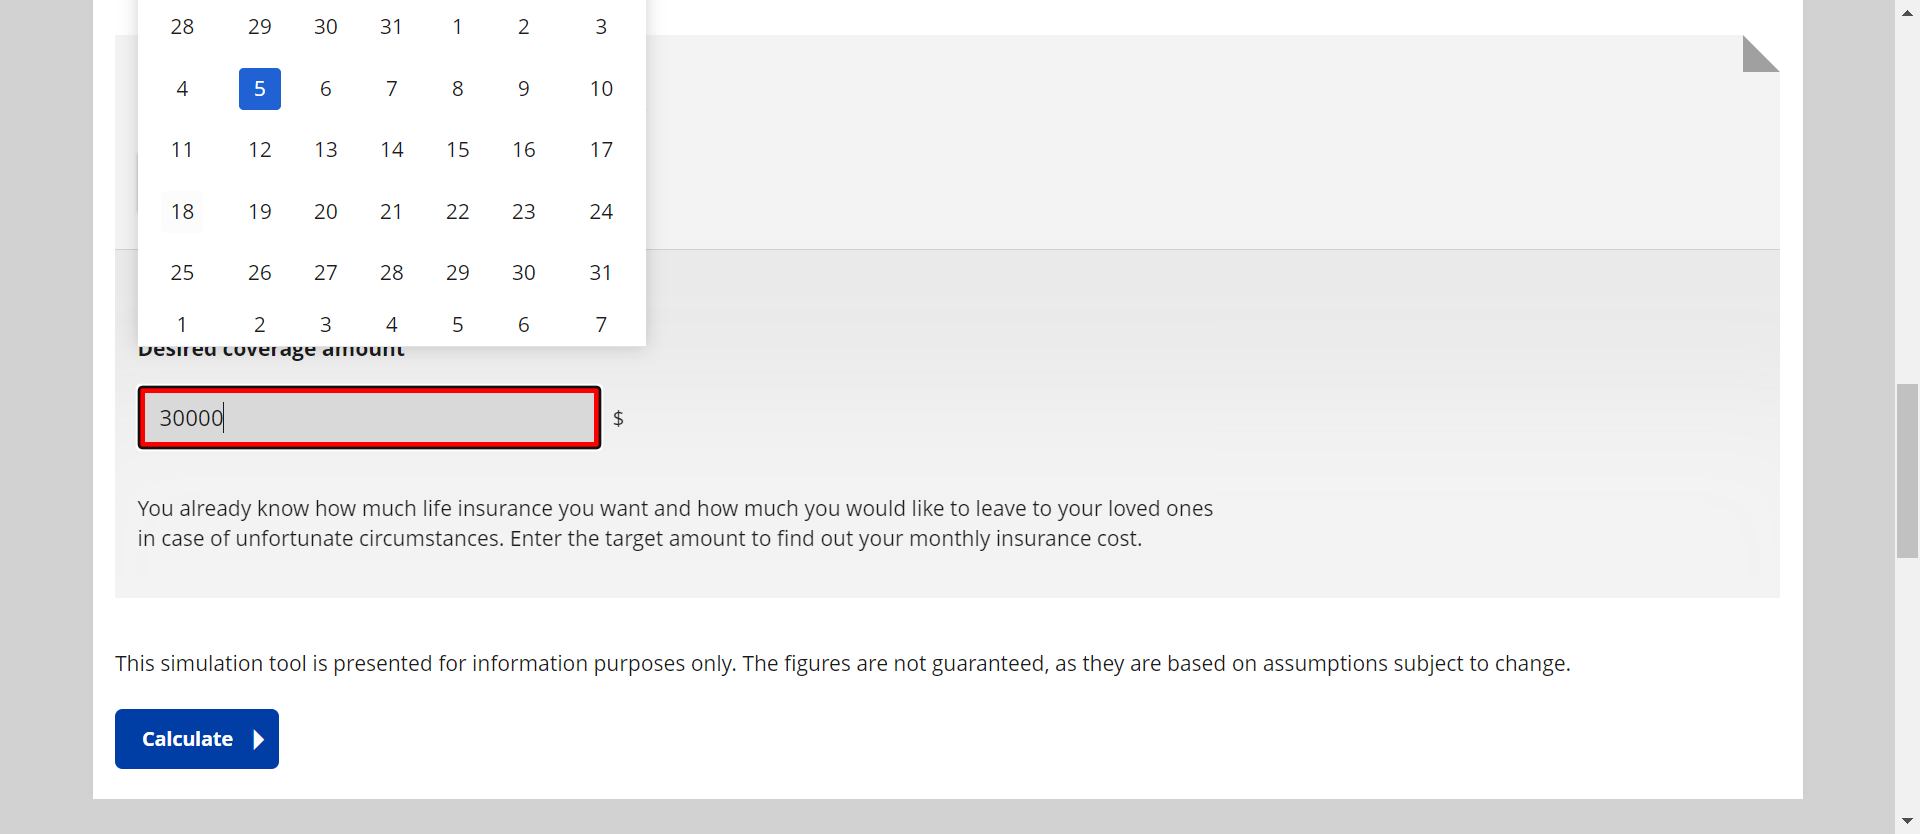 28 29 30 31 1 2 3
4 5 6 7 8 9 10
11 12 13 14 15 16 17
18 19 20 21 22 23 24
25 26 27 28 29 30 31
1 2 3 4 5 6 7
Desired coverage amount
30000 $
You already know how much life insurance you want and how much you would like to leave to your loved ones
in case of unfortunate circumstances. Enter the target amount to find out your monthly insurance cost.
This simulation tool is presented for information purposes only. The figures are not guaranteed, as they are based on assumptions subject to change.
Calculate